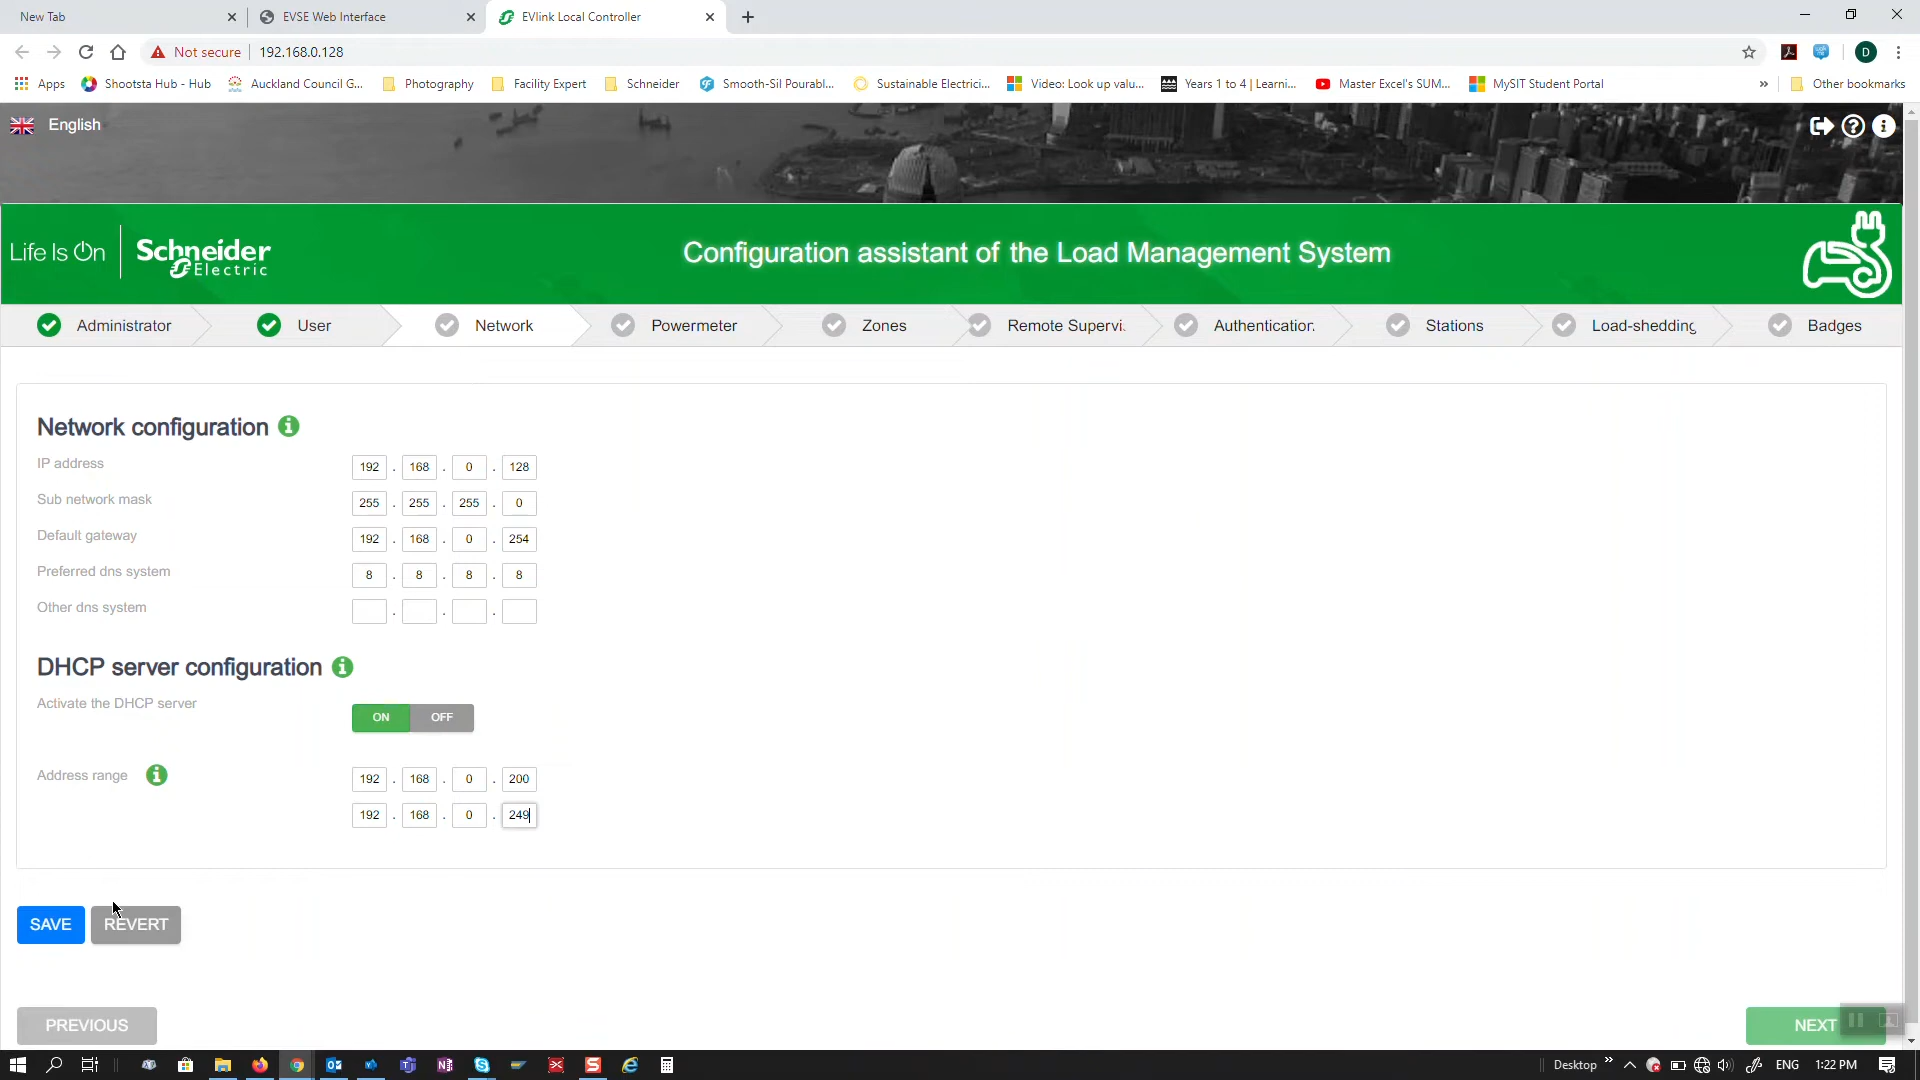 New Tab
EVSE Web Interface
EVlink Local Controller
Not secure
192.168.0.128
D
Apps
Shootsta Hub - Hub
Auckland Council G...
Photography
Facility Expert
Schneider
Smooth-Sil Pourabl...
Sustainable Electrici...
Video: Look up valu...
Years 1 to 4 | Learni...
Master Excel's SUM...
MySIT Student Portal
»
Other bookmarks
English
Life Is On
Schneider
Electric
Configuration assistant of the Load Management System
Administrator
User
Network
Powermeter
Zones
Remote Supervi
Authentication
Stations
Load-shedding
Badges
Network configuration
IP address
192 . 168 . 0 . 128
Sub network mask
255 . 255 . 255 . 0
Default gateway
192 . 168 . 0 . 254
Preferred dns system
8 . 8 . 8 . 8
Other dns system
. . .
DHCP server configuration
Activate the DHCP server
ON
OFF
Address range
192 . 168 . 0 . 200
192 . 168 . 0 . 249
SAVE
REVERT
PREVIOUS
NEXT
Desktop
»
ENG
1:22 PM